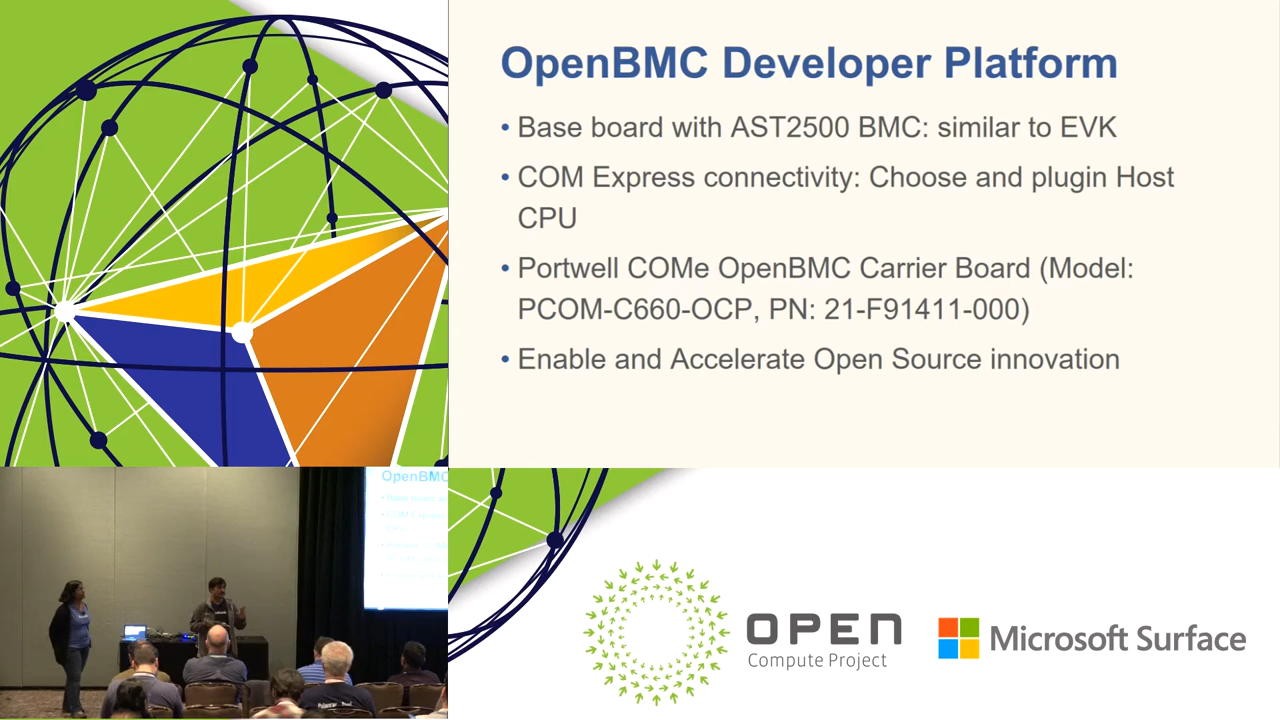 OpenBMC Developer Platform
• Base board with AST2500 BMC: similar to EVK
• COM Express connectivity: Choose and plugin Host
CPU
• Portwell COMe OpenBMC Carrier Board (Model:
PCOM-C660-OCP, PN: 21-F91411-000)
• Enable and Accelerate Open Source innovation
OpenBMC
OPEN
Compute Project
Microsoft Surface